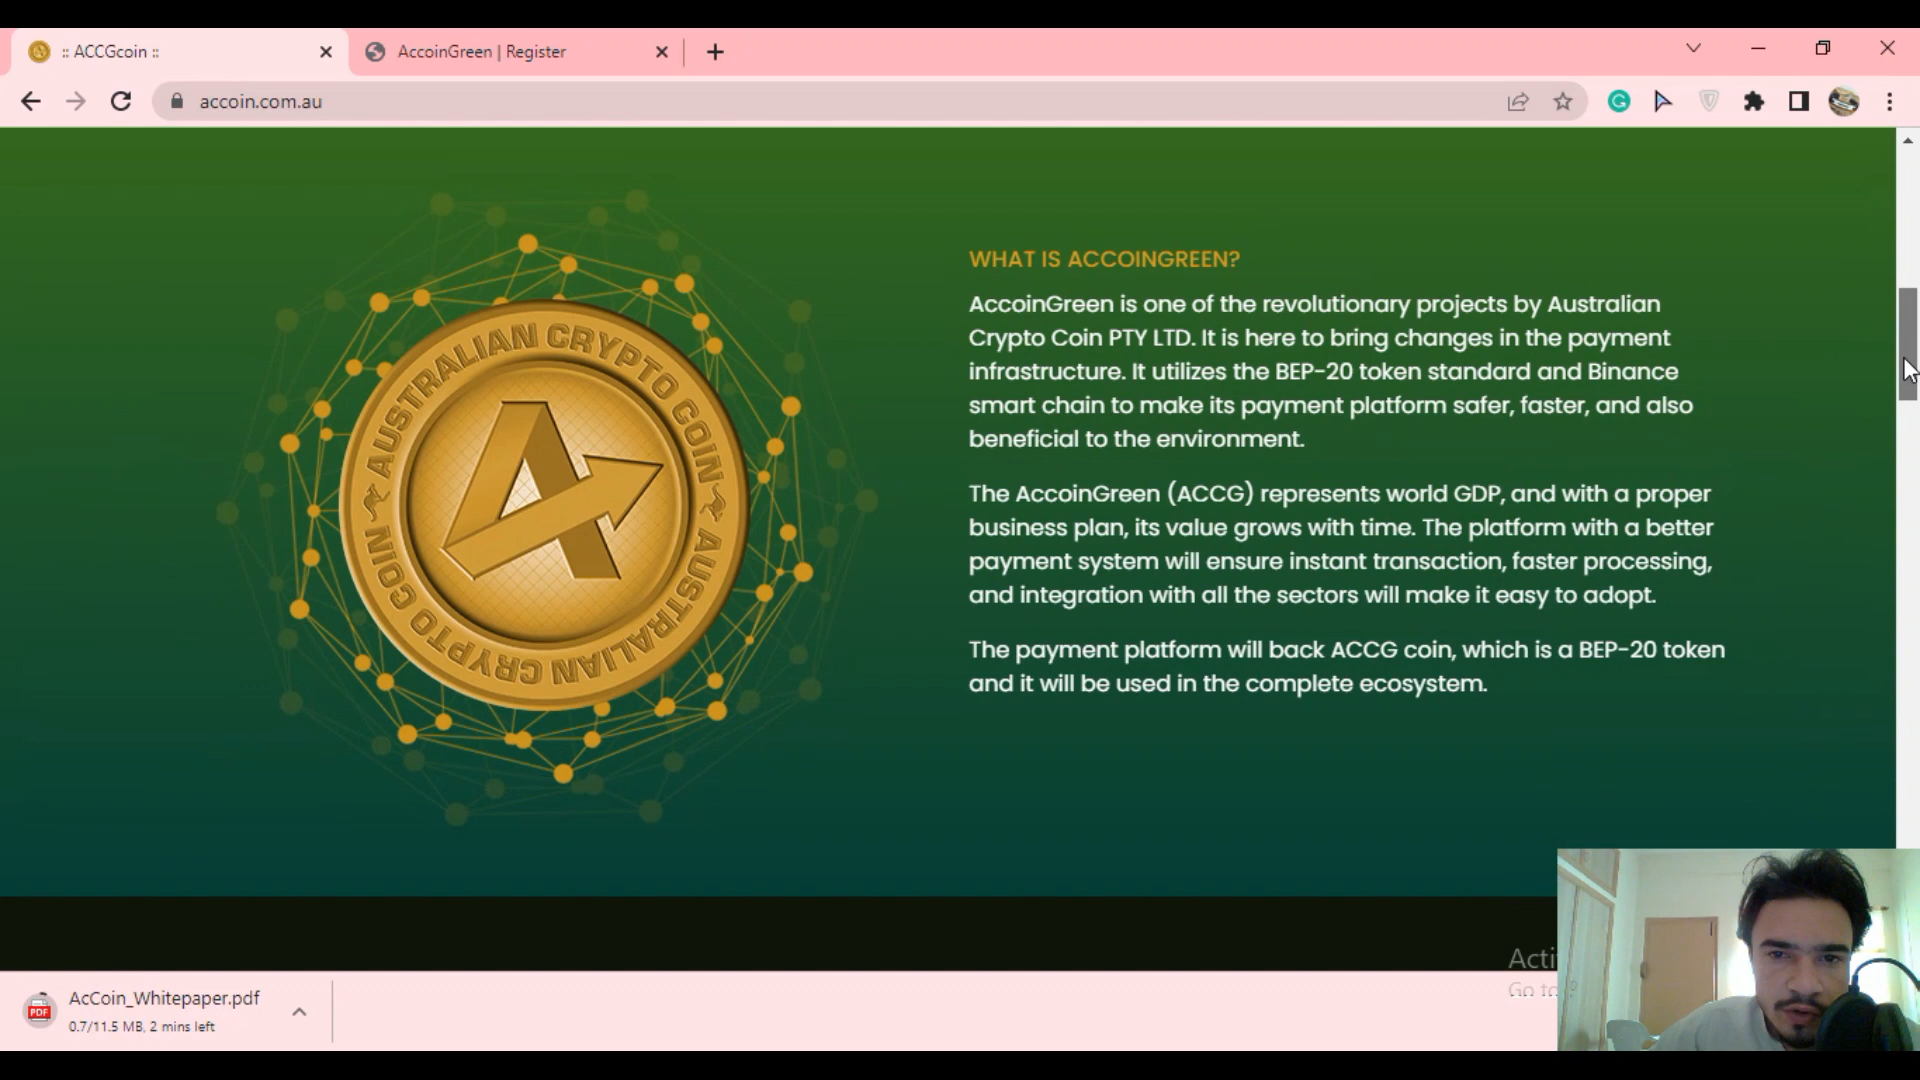 :: ACCGcoin ::
AccoinGreen | Register
accoin.com.au
WHAT IS ACCOINGREEN?
AccoinGreen is one of the revolutionary projects by Australian
Crypto Coin PTY LTD. It is here to bring changes in the payment
infrastructure. It utilizes the BEP-20 token standard and Binance
smart chain to make its payment platform safer, faster, and also
beneficial to the environment.
The AccoinGreen (ACCG) represents world GDP, and with a proper
business plan, its value grows with time. The platform with a better
payment system will ensure instant transaction, faster processing,
and integration with all the sectors will make it easy to adopt.
The payment platform will back ACCG coin, which is a BEP-20 token
and it will be used in the complete ecosystem.
AUSTRALIAN CRYPTO COIN
AUSTRALIAN CRYPTO COIN
A
Acti
Go to
PDF
AcCoin_Whitepaper.pdf
0.7/11.5 MB, 2 mins left